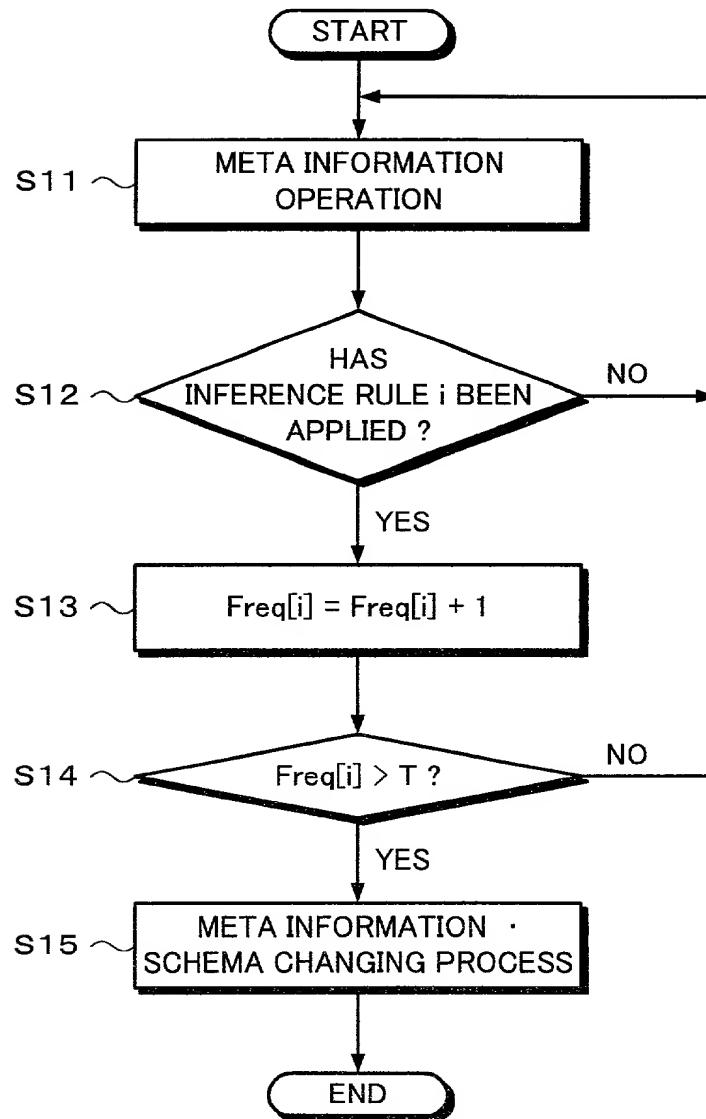 START
S11
META INFORMATION
OPERATION
S12
HAS
INFERENCE RULE i BEEN
APPLIED ?
NO
YES
S13
Freq[i] = Freq[i] + 1
S14
Freq[i] > T ?
NO
YES
S15
META INFORMATION ·
SCHEMA CHANGING PROCESS
END